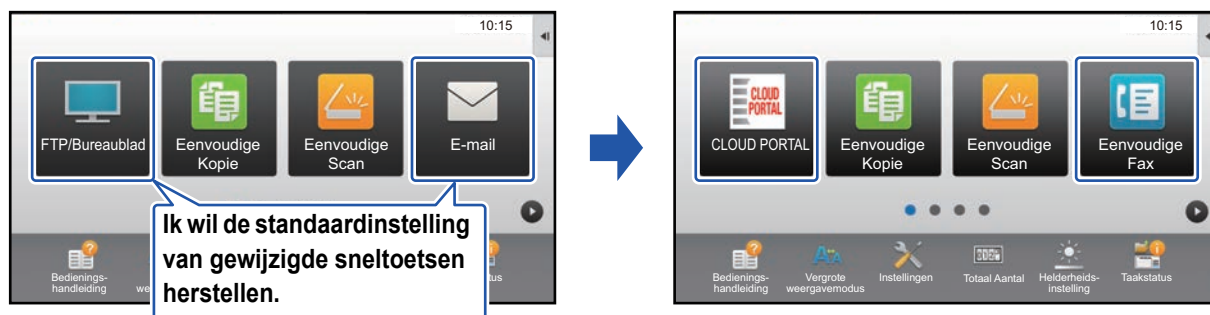 10:15
FTP/Bureaublad
Eenvoudige
Kopie
Eenvoudige
Scan
E-mail
Ik wil de standaardinstelling
van gewijzigde sneltoetsen
herstellen.
Bedienings-
handleiding
we
tus
10:15
CLOUD
PORTAL
CLOUD PORTAL
Eenvoudige
Kopie
Eenvoudige
Scan
Eenvoudige
Fax
Bedienings-
handleiding
Vergrote
weergavemodus
Instellingen
Totaal Aantal
Helderheids-
instelling
Taakstatus